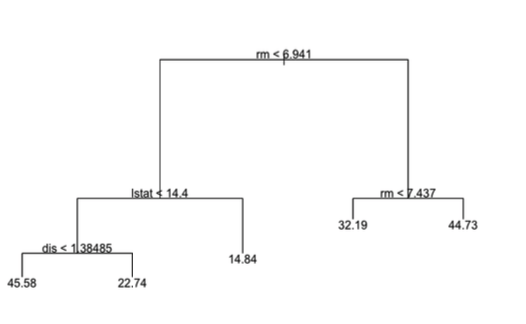 rm < 6.941
lstat < 14.4
rm < 7.437
32.19
44.73
dis < 1.38485
14.84
45.58
22.74